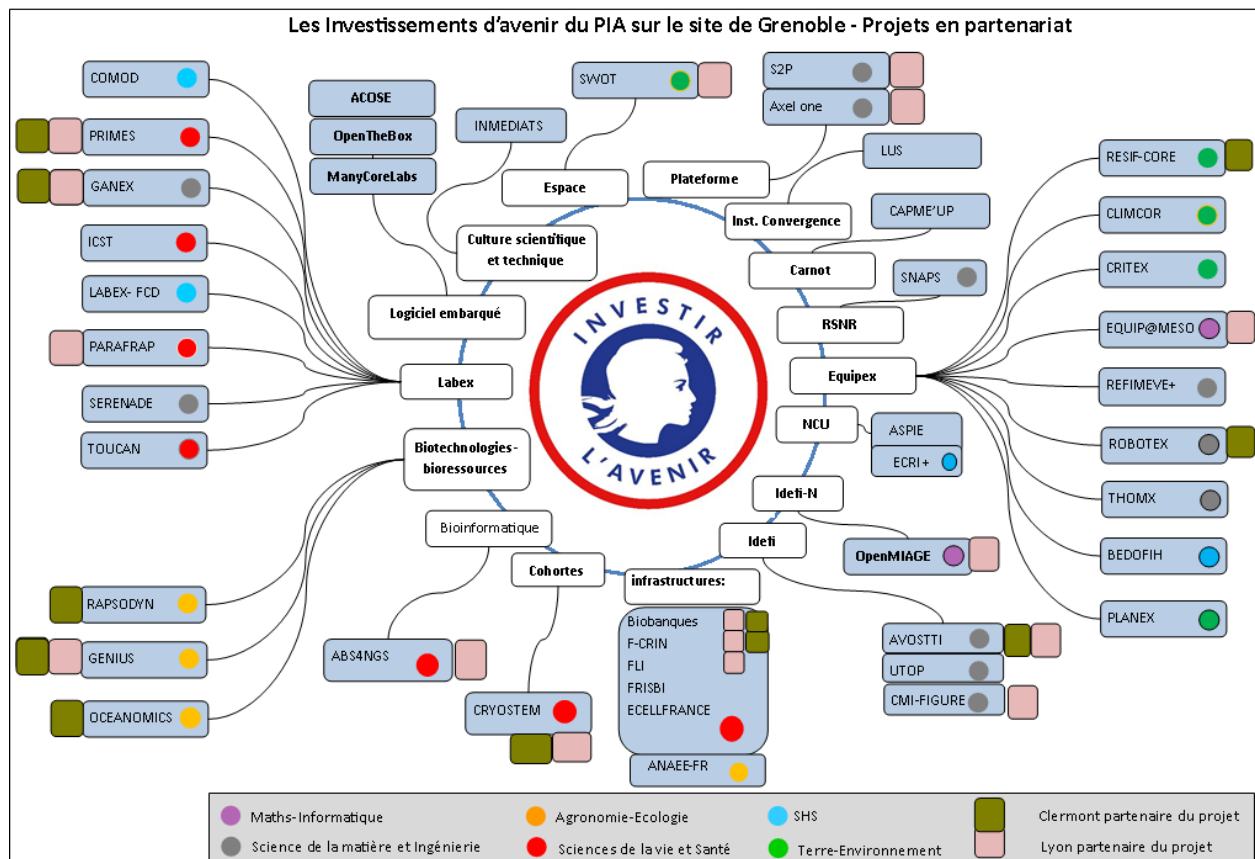 Les Investissements d'avenir du PIA sur le site de Grenoble - Projets en partenariat
COMOD
PRIMES
GANEX
ICST
LABEX- FCD
PARAFRAP
SERENADE
TOUCAN
RAPSODYN
GENIUS
OCEANOMICS
ACOSE
OpenTheBox
ManyCoreLabs
INMEDIATS
SWOT
S2P
Axel one
LUS
CAPME'UP
SNAPS
Espace
Plateforme
Inst. Convergence
Culture scientifique
et technique
Carnot
Logiciel embarqué
RSNR
Labex
Equipex
Biotechnologies-
bioressources
NCU
ASPIE
ECRI +
Bioinformatique
Idefi-N
Idefi
Cohortes
infrastructures:
OpenMIAGE
INVESTIR
L'AVENIR
RESIF-CORE
CLIMCOR
CRITEX
EQUIP@MESO
REFIMEVE+
ROBOTEX
THOMX
BEDOFIH
PLANEX
ABS4NGS
CRYOSTEM
Biobanques
F-CRIN
FLI
FRISBI
ECELLFRANCE
ANAEE-FR
AVOSTTI
UTOP
CMI-FIGURE
Maths-Informatique
Agronomie-Ecologie
SHS
Clermont partenaire du projet
Science de la matière et Ingénierie
Sciences de la vie et Santé
Terre-Environnement
Lyon partenaire du projet